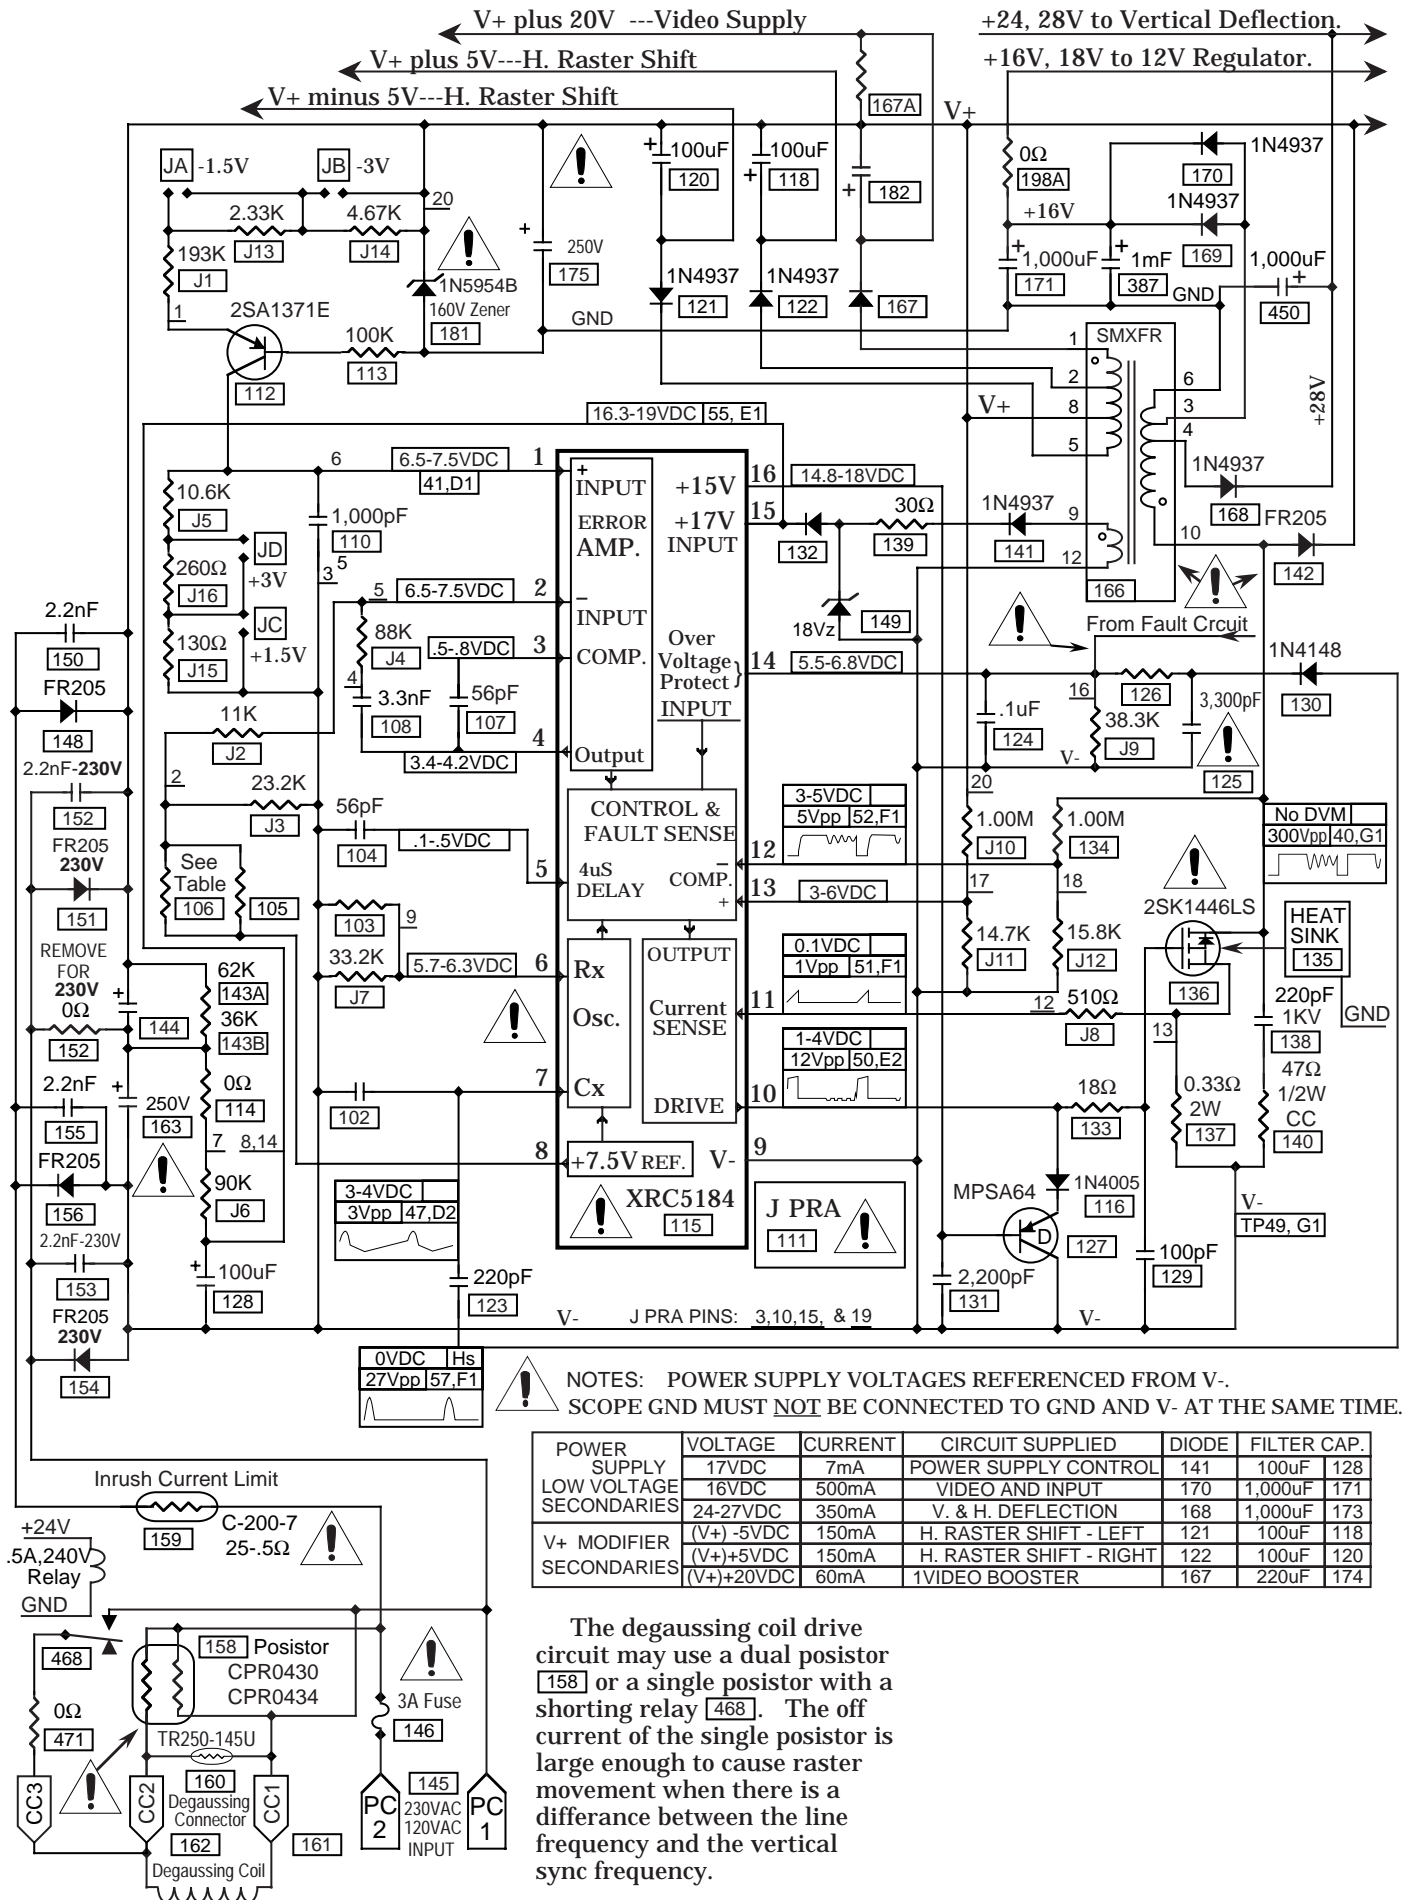 V+ plus 20V ---Video Supply
+24, 28V to Vertical Deflection.
V+ plus 5V---H. Raster Shift
+16V, 18V to 12V Regulator.
V+ minus 5V---H. Raster Shift
167A
V+
JA -1.5V
JB -3V
20
2.33K
J13
4.67K
J14
193K
J1
1
2SA1371E
112
100K
113
1N5954B
160V Zener
181
+
250V
175
GND
+ 100uF
120
100uF
+ 118
182
+
1N4937
121
1N4937
122
167
0Ω
198A
+16V
+
1,000uF
171
+
1mF
387
170
1N4937
1N4937
169
1,000uF
+
GND
450
SMXFR
1
2
8
5
9
12
6
3
4
10
166
V+
+28V
1N4937
168
FR205
142
16.3-19VDC 55, E1
6
6.5-7.5VDC
41,D1
1
+
INPUT
ERROR
AMP.
+15V
16
14.8-18VDC
+17V
15
INPUT
132
30Ω
139
1N4937
141
18Vz
149
10.6K
J5
JD
+3V
260Ω
J16
JC
+1.5V
130Ω
J15
1,000pF
110
5
3
5
6.5-7.5VDC
2
–
INPUT
88K
J4
4
.5-.8VDC
3
COMP.
3.3nF
108
56pF
107
3.4-4.2VDC
4
Output
Over
Voltage
Protect }
INPUT
14
5.5-6.8VDC
From Fault Crcuit
1N4148
130
126
16
38.3K
J9
V-
3,300pF
125
.1uF
124
2.2nF
150
FR205
148
2.2nF-230V
152
FR205
230V
151
REMOVE
FOR
230V
0Ω
152
2.2nF
155
FR205
156
2.2nF-230V
153
FR205
230V
154
11K
J2
2
23.2K
J3
See
Table
106
105
56pF
104
.1-.5VDC
5
4uS
DELAY
CONTROL &
FAULT SENSE
COMP.
–
+
12
13
3-5VDC
5Vpp 52,F1
3-6VDC
20
1.00M
J10
17
14.7K
J11
1.00M
134
18
15.8K
J12
No DVM
300Vpp 40,G1
2SK1446LS
136
HEAT
SINK
135
GND
103
9
33.2K
J7
5.7-6.3VDC
6
Rx
Osc.
7
Cx
102
OUTPUT
Current
SENSE
DRIVE
11
0.1VDC
1Vpp 51,F1
12
510Ω
J8
13
1-4VDC
12Vpp 50,E2
10
18Ω
133
0.33Ω
2W
137
220pF
1KV
138
47Ω
1/2W
CC
140
+
144
62K
143A
36K
143B
0Ω
114
7
8,14
90K
J6
+
250V
163
+
100uF
128
8
+7.5V REF.
V-
9
XRC5184
115
J PRA
111
3-4VDC
3Vpp 47,D2
220pF
123
MPSA64
D
127
1N4005
116
100pF
129
2,200pF
131
V-
TP49, G1
V-
J PRA PINS: 3,10,15, & 19
V-
0VDC Hs
27Vpp 57,F1
NOTES: POWER SUPPLY VOLTAGES REFERENCED FROM V-.
SCOPE GND MUST NOT BE CONNECTED TO GND AND V- AT THE SAME TIME.
POWER SUPPLY LOW VOLTAGE SECONDARIES
VOLTAGE CURRENT CIRCUIT SUPPLIED DIODE FILTER CAP.
17VDC 7mA POWER SUPPLY CONTROL 141 100uF 128
16VDC 500mA VIDEO AND INPUT 170 1,000uF 171
24-27VDC 350mA V. & H. DEFLECTION 168 1,000uF 173
V+ MODIFIER SECONDARIES
(V+) -5VDC 150mA H. RASTER SHIFT - LEFT 121 100uF 118
(V+)+5VDC 150mA H. RASTER SHIFT - RIGHT 122 100uF 120
(V+)+20VDC 60mA 1VIDEO BOOSTER 167 220uF 174
Inrush Current Limit
159
C-200-7
25-.5Ω
+24V
.5A,240V
Relay
GND
468
0Ω
471
158 Posistor
CPR0430
CPR0434
TR250-145U
160
Degaussing
Connector
162
161
CC3
CC2
CC1
Degaussing Coil
3A Fuse
146
PC
2
145
230VAC
120VAC
INPUT
PC
1
The degaussing coil drive
circuit may use a dual posistor
158 or a single posistor with a
shorting relay 468. The off
current of the single posistor is
large enough to cause raster
movement when there is a
differance between the line
frequency and the vertical
sync frequency.